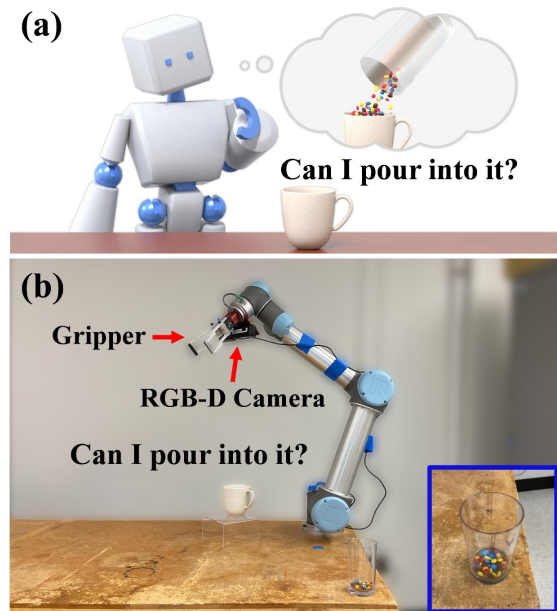 (a)
Can I pour into it?
(b)
Gripper
RGB-D Camera
Can I pour into it?